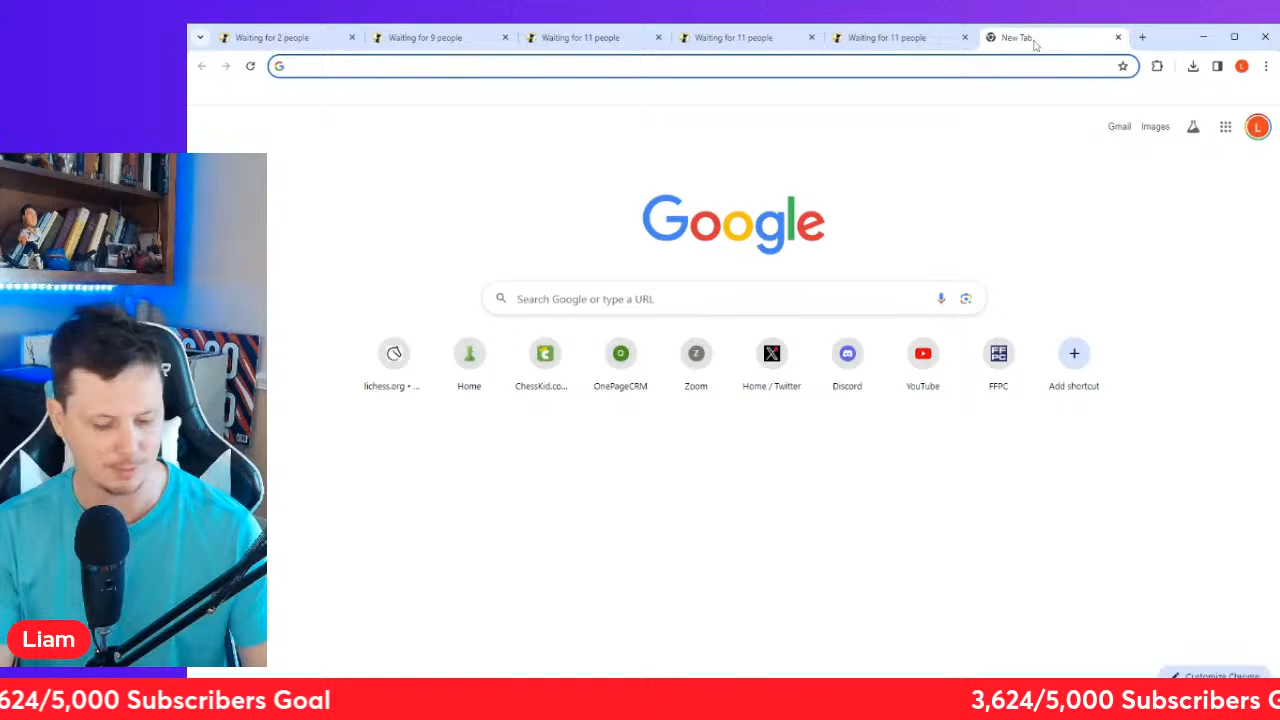 Waiting for 2 people
Waiting for 9 people
Waiting for 11 people
Waiting for 11 people
Waiting for 11 people
New Tab
Gmail
Images
L
L
Google
Search Google or type a URL
lichess.org • ...
Home
ChessKid.co...
OnePageCRM
Zoom
Home / Twitter
Discord
YouTube
FFPC
Add shortcut
Customize Chrome
Liam
624/5,000 Subscribers Goal
3,624/5,000 Subscribers G